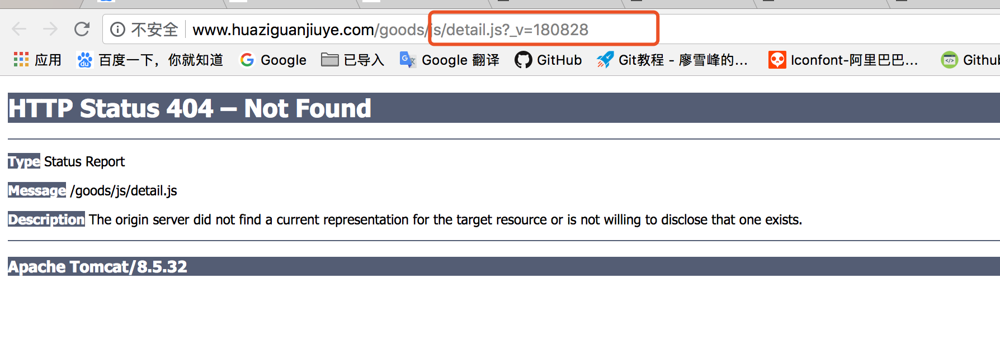 不安全 www.huaziguanjiuye.com/goods/js/detail.js?_v=180828
应用 百度一下，你就知道 Google 已导入 Google 翻译 GitHub Git教程 - 廖雪峰的... Iconfont-阿里巴巴... Github
HTTP Status 404 – Not Found
Type Status Report
Message /goods/js/detail.js
Description The origin server did not find a current representation for the target resource or is not willing to disclose that one exists.
Apache Tomcat/8.5.32